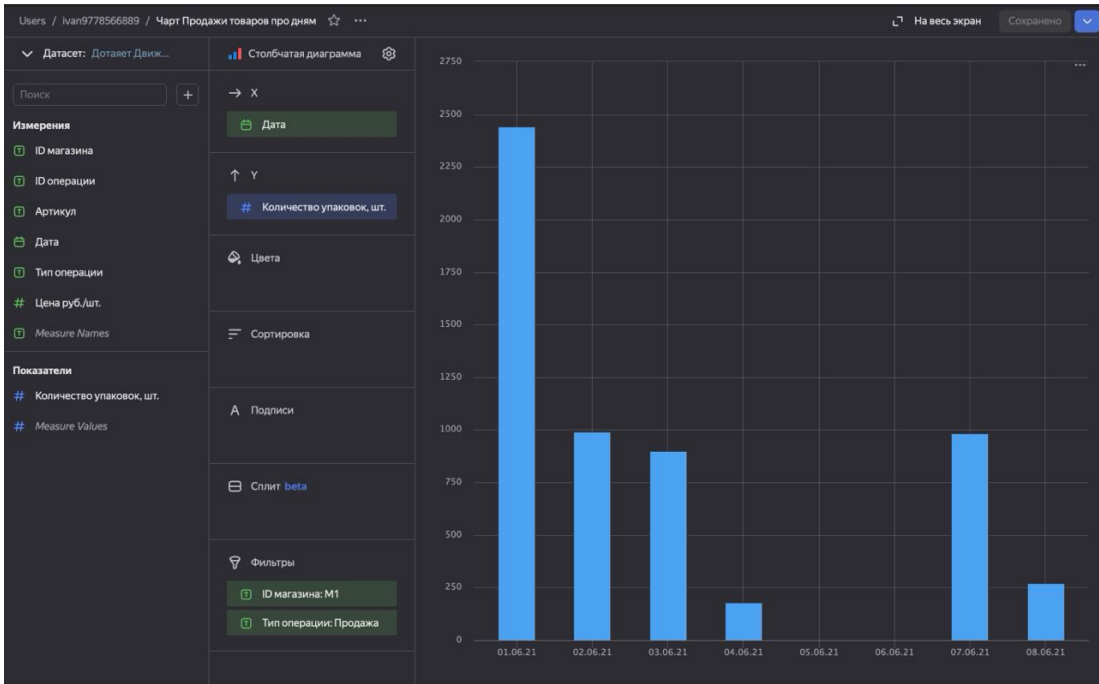 Users / ivan9778566889 / Чарт Продажи товаров про дням
На весь экран
Сохранено
Датасет: Дотаяет Движ...
Поиск
Измерения
ID магазина
ID операции
Артикул
Дата
Тип операции
Цена руб./шт.
Measure Names
Показатели
Количество упаковок, шт.
Measure Values
Столбчатая диаграмма
X
Дата
Y
Количество упаковок, шт.
Цвета
Сортировка
Подписи
Сплит beta
Фильтры
ID магазина: M1
Тип операции: Продажа
2750
2500
2250
2000
1750
1500
1250
1000
750
500
250
0
01.06.21 02.06.21 03.06.21 04.06.21 05.06.21 06.06.21 07.06.21 08.06.21